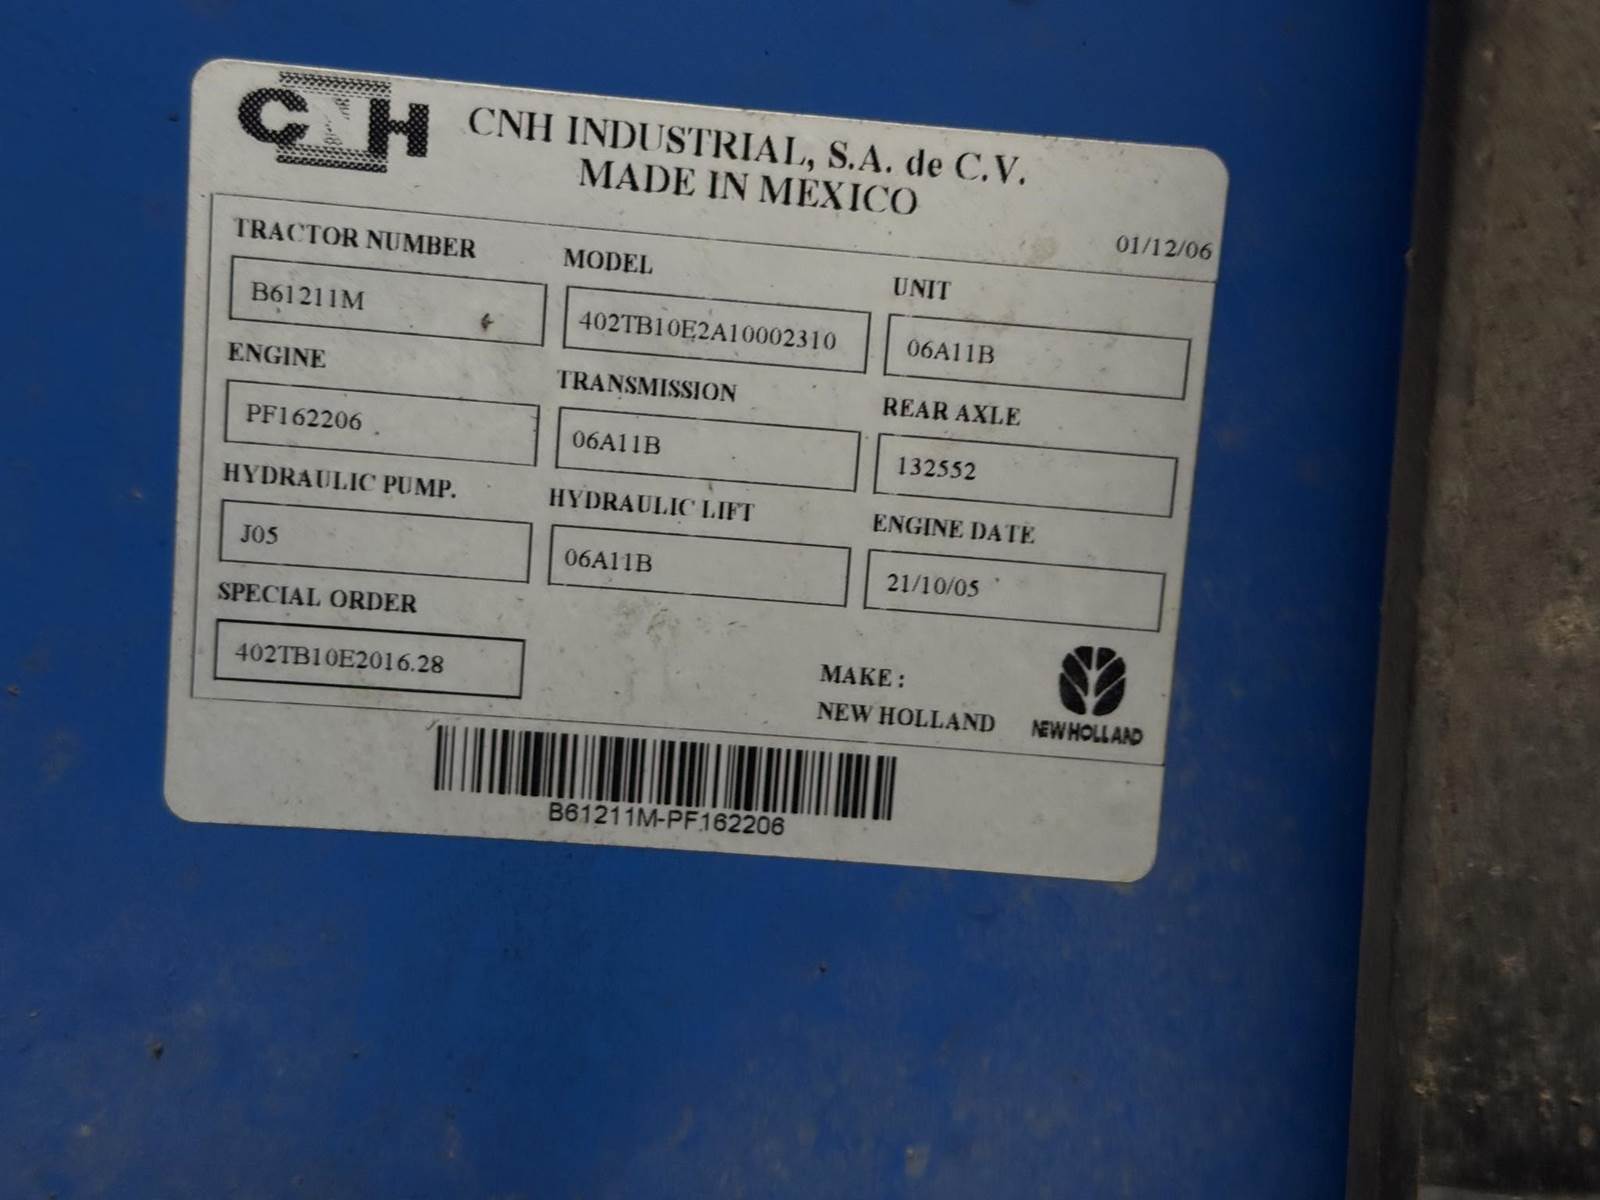 CNH
CNH INDUSTRIAL, S.A. de C.V.
MADE IN MEXICO
01/12/06
TRACTOR NUMBER MODEL UNIT
B61211M 402TB10E2A10002310 06A11B
ENGINE TRANSMISSION REAR AXLE
PF162206 06A11B 132552
HYDRAULIC PUMP. HYDRAULIC LIFT ENGINE DATE
J05 06A11B 21/10/05
SPECIAL ORDER
402TB10E2016.28
MAKE :
NEW HOLLAND NEW HOLLAND
B61211M-PF162206